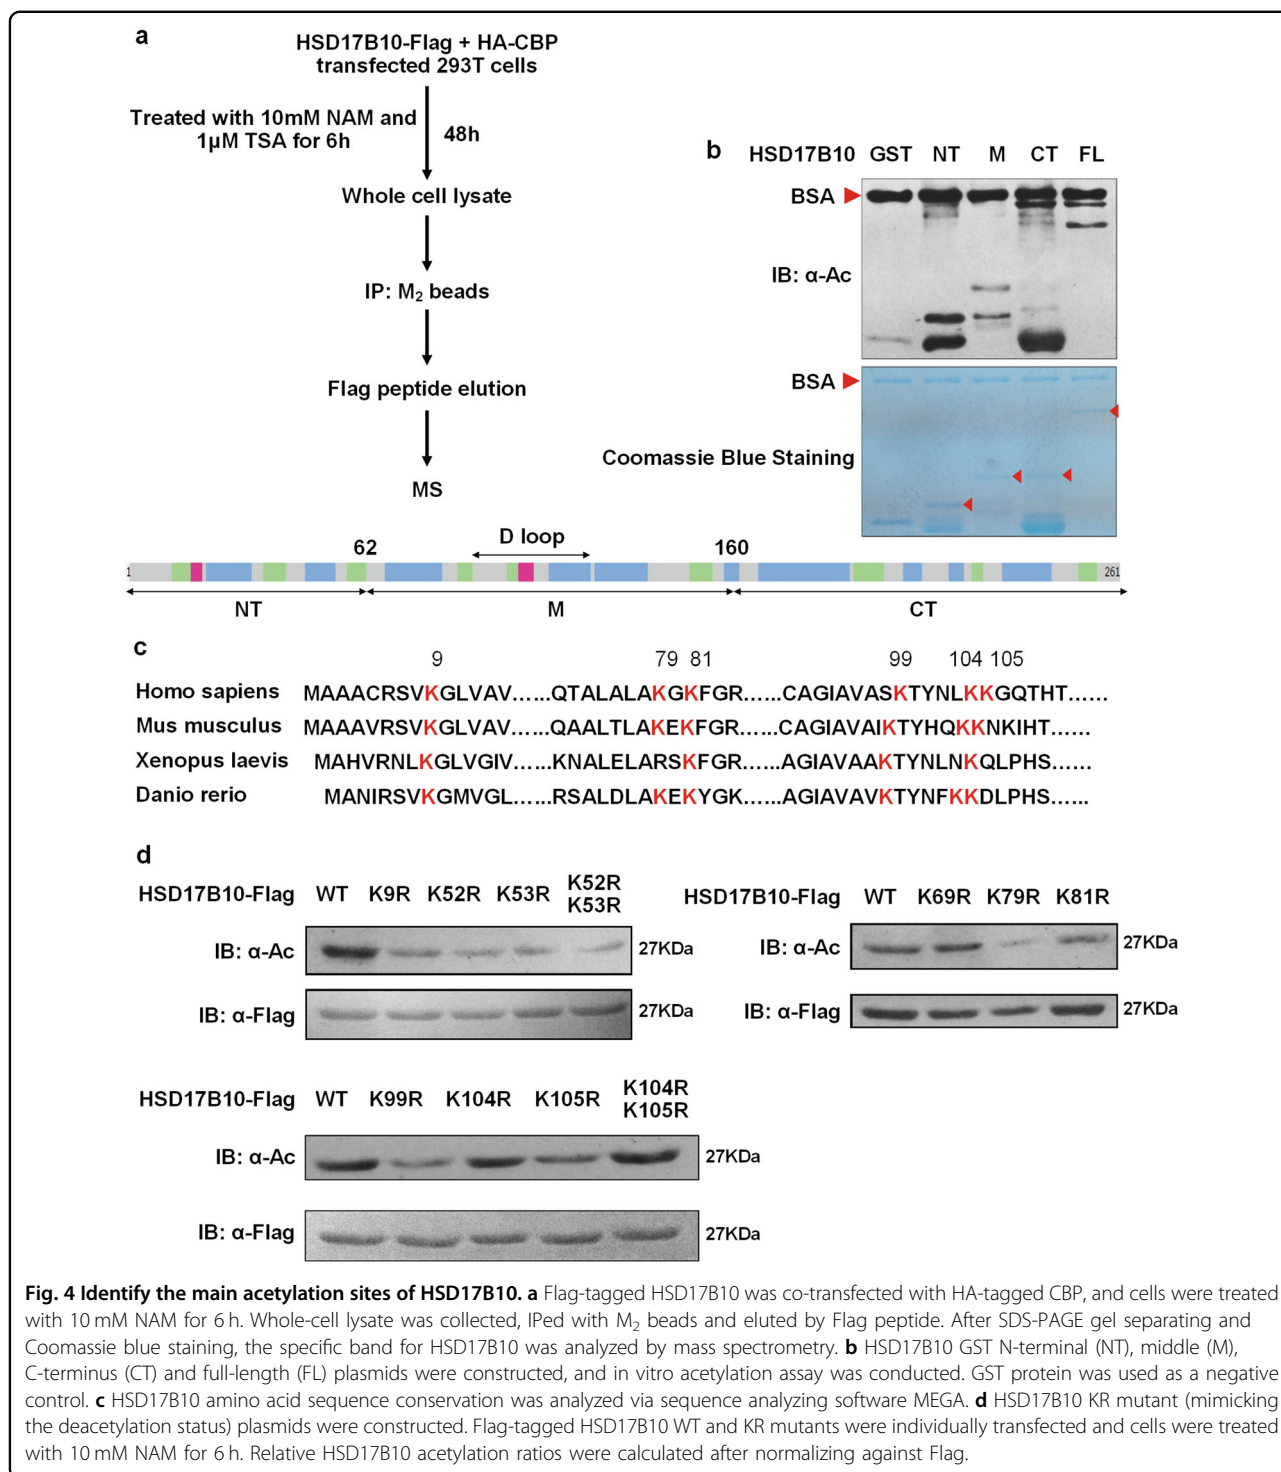 a
HSD17B10-Flag + HA-CBP
transfected 293T cells
Treated with 10mM NAM and
1μM TSA for 6h
48h
Whole cell lysate
IP: M2 beads
Flag peptide elution
MS
b
HSD17B10 GST NT M CT FL
BSA
IB: α-Ac
BSA
Coomassie Blue Staining
62 D loop 160
1 261
NT M CT
c
9 79 81 99 104 105
Homo sapiens MAAACRSVKGLVAV......QTALALAKGKFGR......CAGIAVASKTYNLKKGQTHT......
Mus musculus MAAAVRSVKGLVAV......QAALTLAKEKFGR......CAGIAVAIKTYHQKKNKIHT......
Xenopus laevis MAHVRNLKGLVGIV......KNALELARSKFGR......AGIAVAAKTYNLNKQLPHS......
Danio rerio MANIRSVKGMVGL......RSALDLAKEKYGK......AGIAVAVKTYNFKKDLPHS......
d
HSD17B10-Flag WT K9R K52R K53R K52R
K53R
IB: α-Ac 27KDa
IB: α-Flag 27KDa
HSD17B10-Flag WT K69R K79R K81R
IB: α-Ac 27KDa
IB: α-Flag 27KDa
HSD17B10-Flag WT K99R K104R K105R K104R
K105R
IB: α-Ac 27KDa
IB: α-Flag 27KDa
Fig. 4 Identify the main acetylation sites of HSD17B10. a Flag-tagged HSD17B10 was co-transfected with HA-tagged CBP, and cells were treated
with 10 mM NAM for 6 h. Whole-cell lysate was collected, IPed with M2 beads and eluted by Flag peptide. After SDS-PAGE gel separating and
Coomassie blue staining, the specific band for HSD17B10 was analyzed by mass spectrometry. b HSD17B10 GST N-terminal (NT), middle (M),
C-terminus (CT) and full-length (FL) plasmids were constructed, and in vitro acetylation assay was conducted. GST protein was used as a negative
control. c HSD17B10 amino acid sequence conservation was analyzed via sequence analyzing software MEGA. d HSD17B10 KR mutant (mimicking
the deacetylation status) plasmids were constructed. Flag-tagged HSD17B10 WT and KR mutants were individually transfected and cells were treated
with 10 mM NAM for 6 h. Relative HSD17B10 acetylation ratios were calculated after normalizing against Flag.